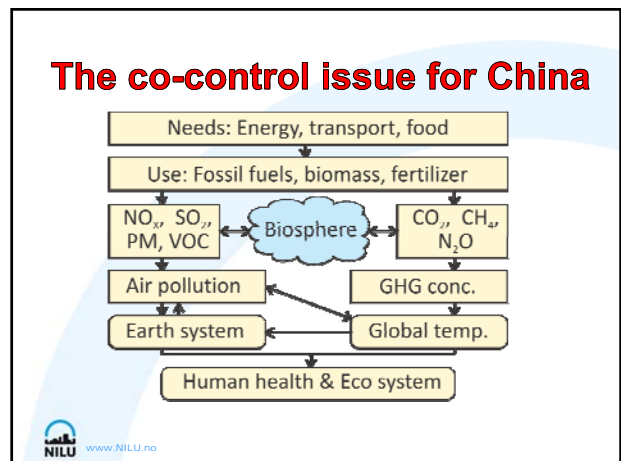 The co-control issue for China
Needs: Energy, transport, food
Use: Fossil fuels, biomass, fertilizer
NOₓ, SO₂,
PM, VOC
Biosphere
CO₂, CH₄,
N₂O
Air pollution
GHG conc.
Earth system
Global temp.
Human health & Eco system
NILU
www.NILU.no